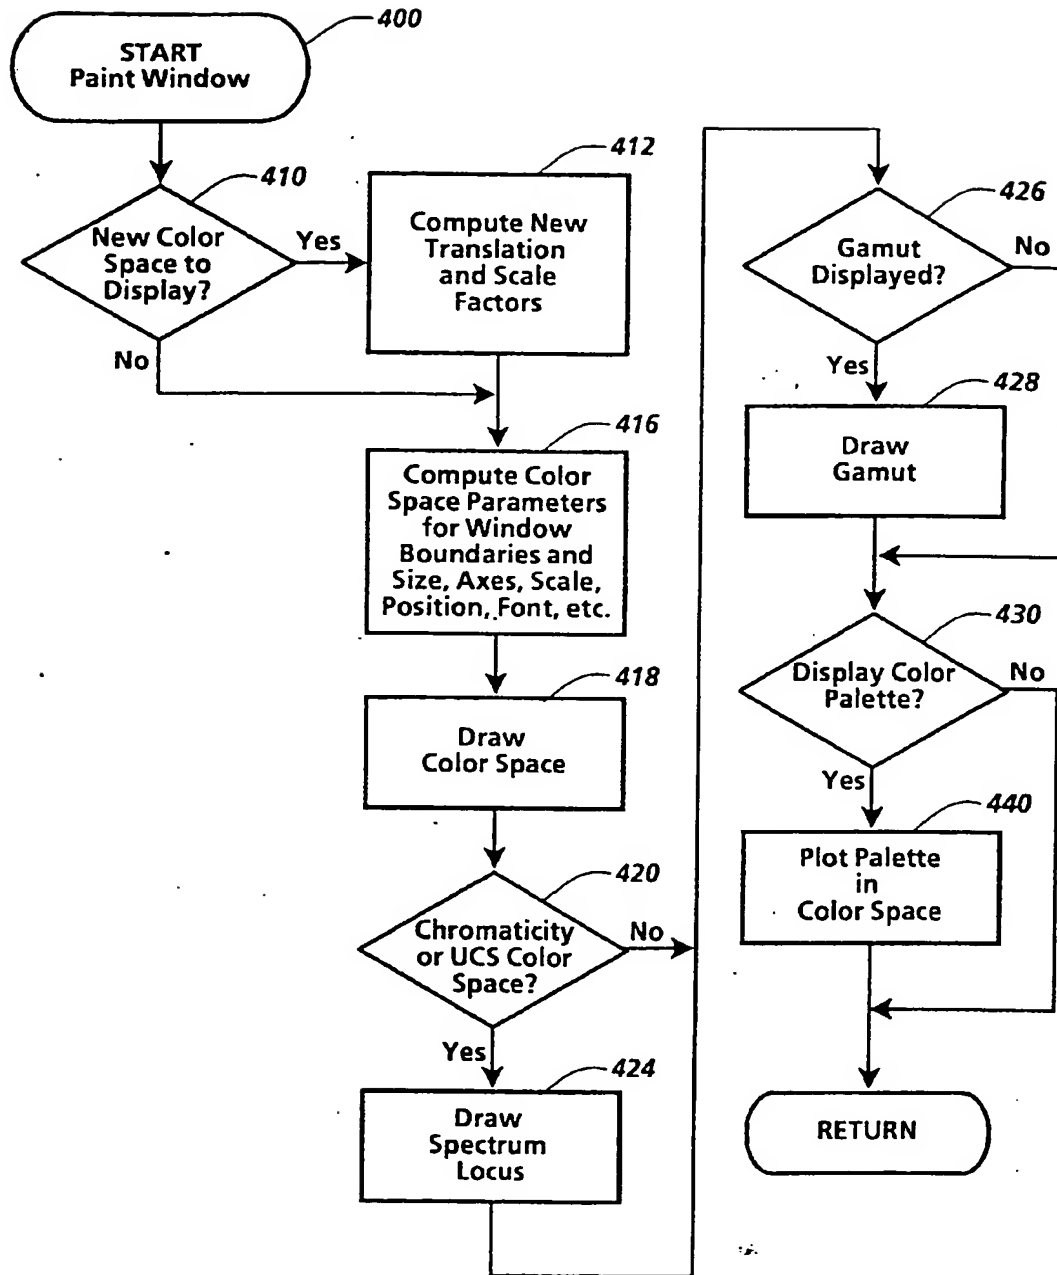 400
START
Paint Window
410
New Color
Space to
Display?
Yes
No
412
Compute New
Translation
and Scale
Factors
416
Compute Color
Space Parameters
for Window
Boundaries and
Size, Axes, Scale,
Position, Font, etc.
418
Draw
Color Space
420
Chromaticity
or UCS Color
Space?
No
Yes
424
Draw
Spectrum
Locus
426
Gamut
Displayed?
No
Yes
428
Draw
Gamut
430
Display Color
Palette?
No
Yes
440
Plot Palette
in
Color Space
RETURN